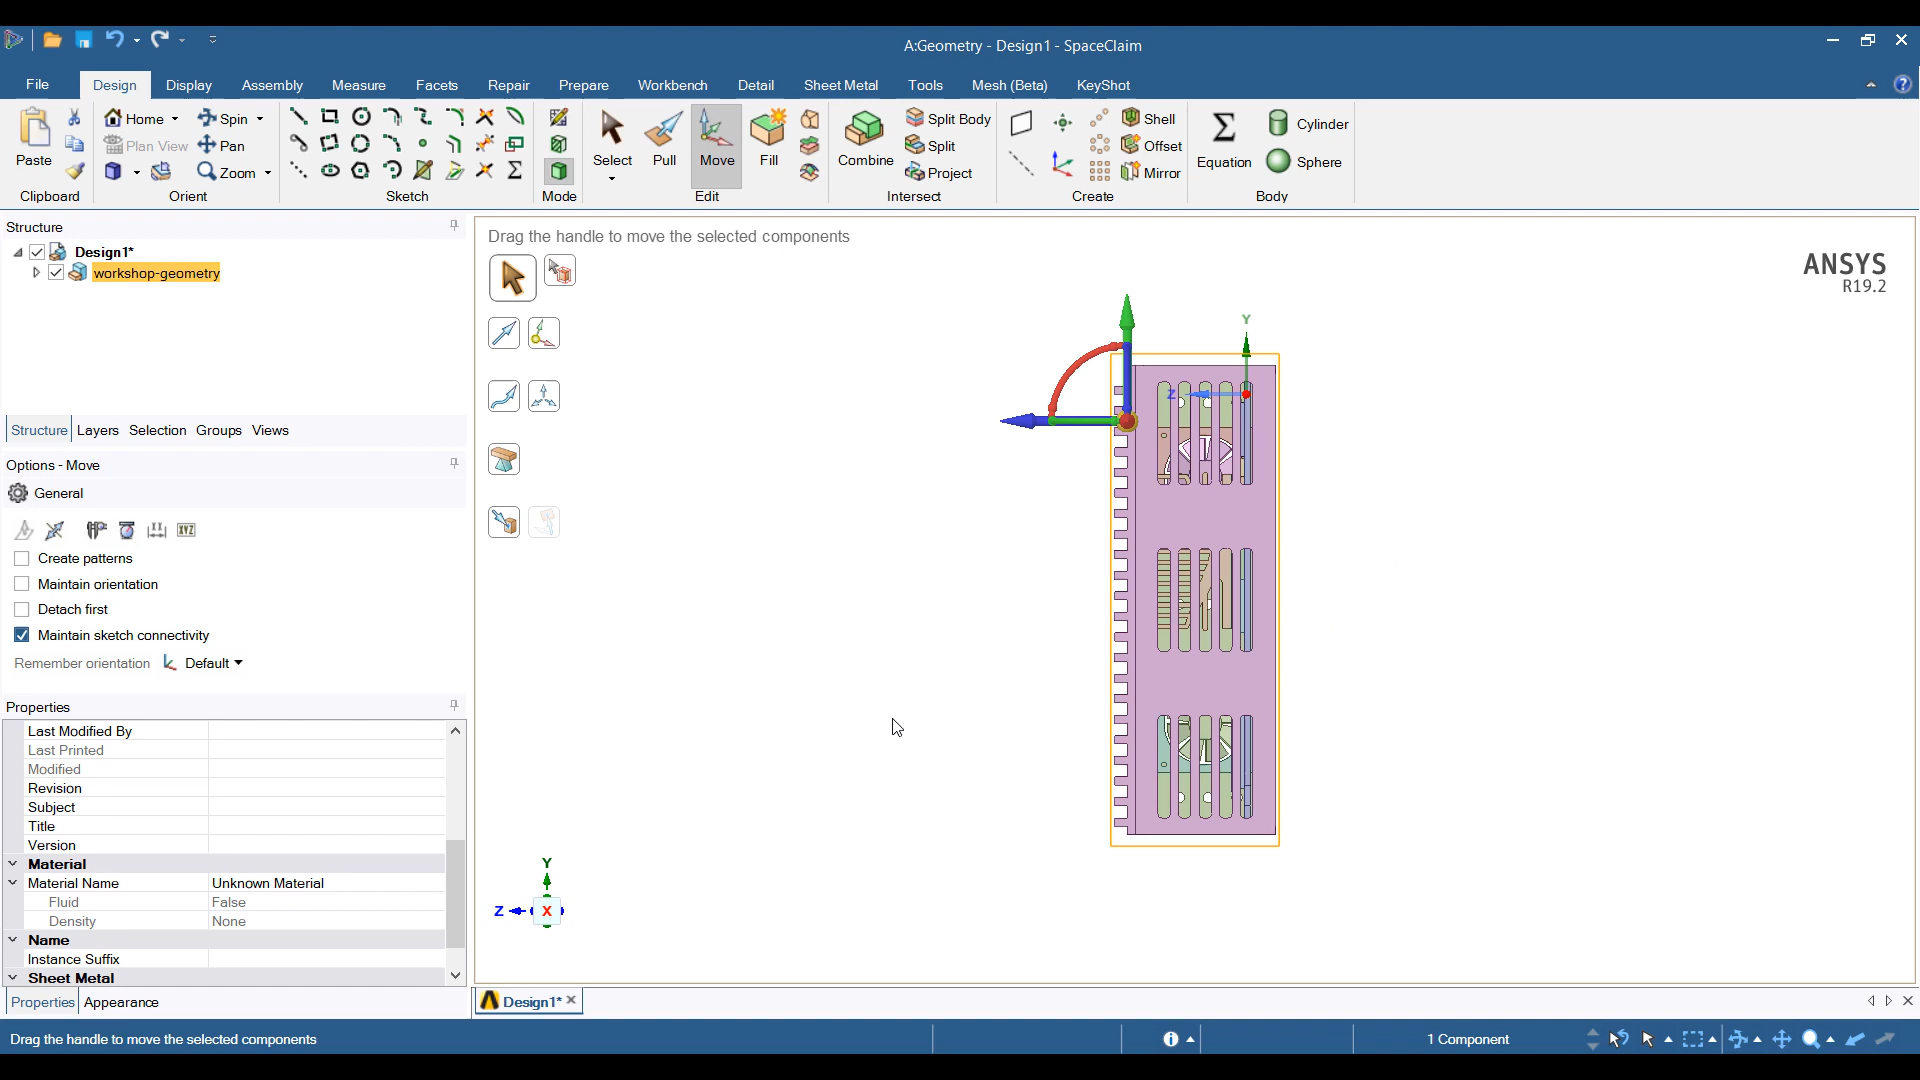 A:Geometry - Design1 - SpaceClaim
File Design Display Assembly Measure Facets Repair Prepare Workbench Detail Sheet Metal Tools Mesh (Beta) KeyShot
Paste
Clipboard
Home Spin
Plan View Pan
Zoom
Orient
Sketch
Mode
Select Pull Move Fill
Edit
Combine Split Body
Split
Project
Intersect
Shell
Offset
Mirror
Create
Equation Cylinder
Sphere
Body
Structure
Design1*
workshop-geometry
Structure Layers Selection Groups Views
Options - Move
General
XYZ
Create patterns
Maintain orientation
Detach first
Maintain sketch connectivity
Remember orientation Default
Properties
Last Modified By
Last Printed
Modified
Revision
Subject
Title
Version
Material
Material Name Unknown Material
Fluid False
Density None
Name
Instance Suffix
Sheet Metal
Properties Appearance
Drag the handle to move the selected components
ANSYS
R19.2
Y
Z
Y
Z X
Design1*
Drag the handle to move the selected components
1 Component